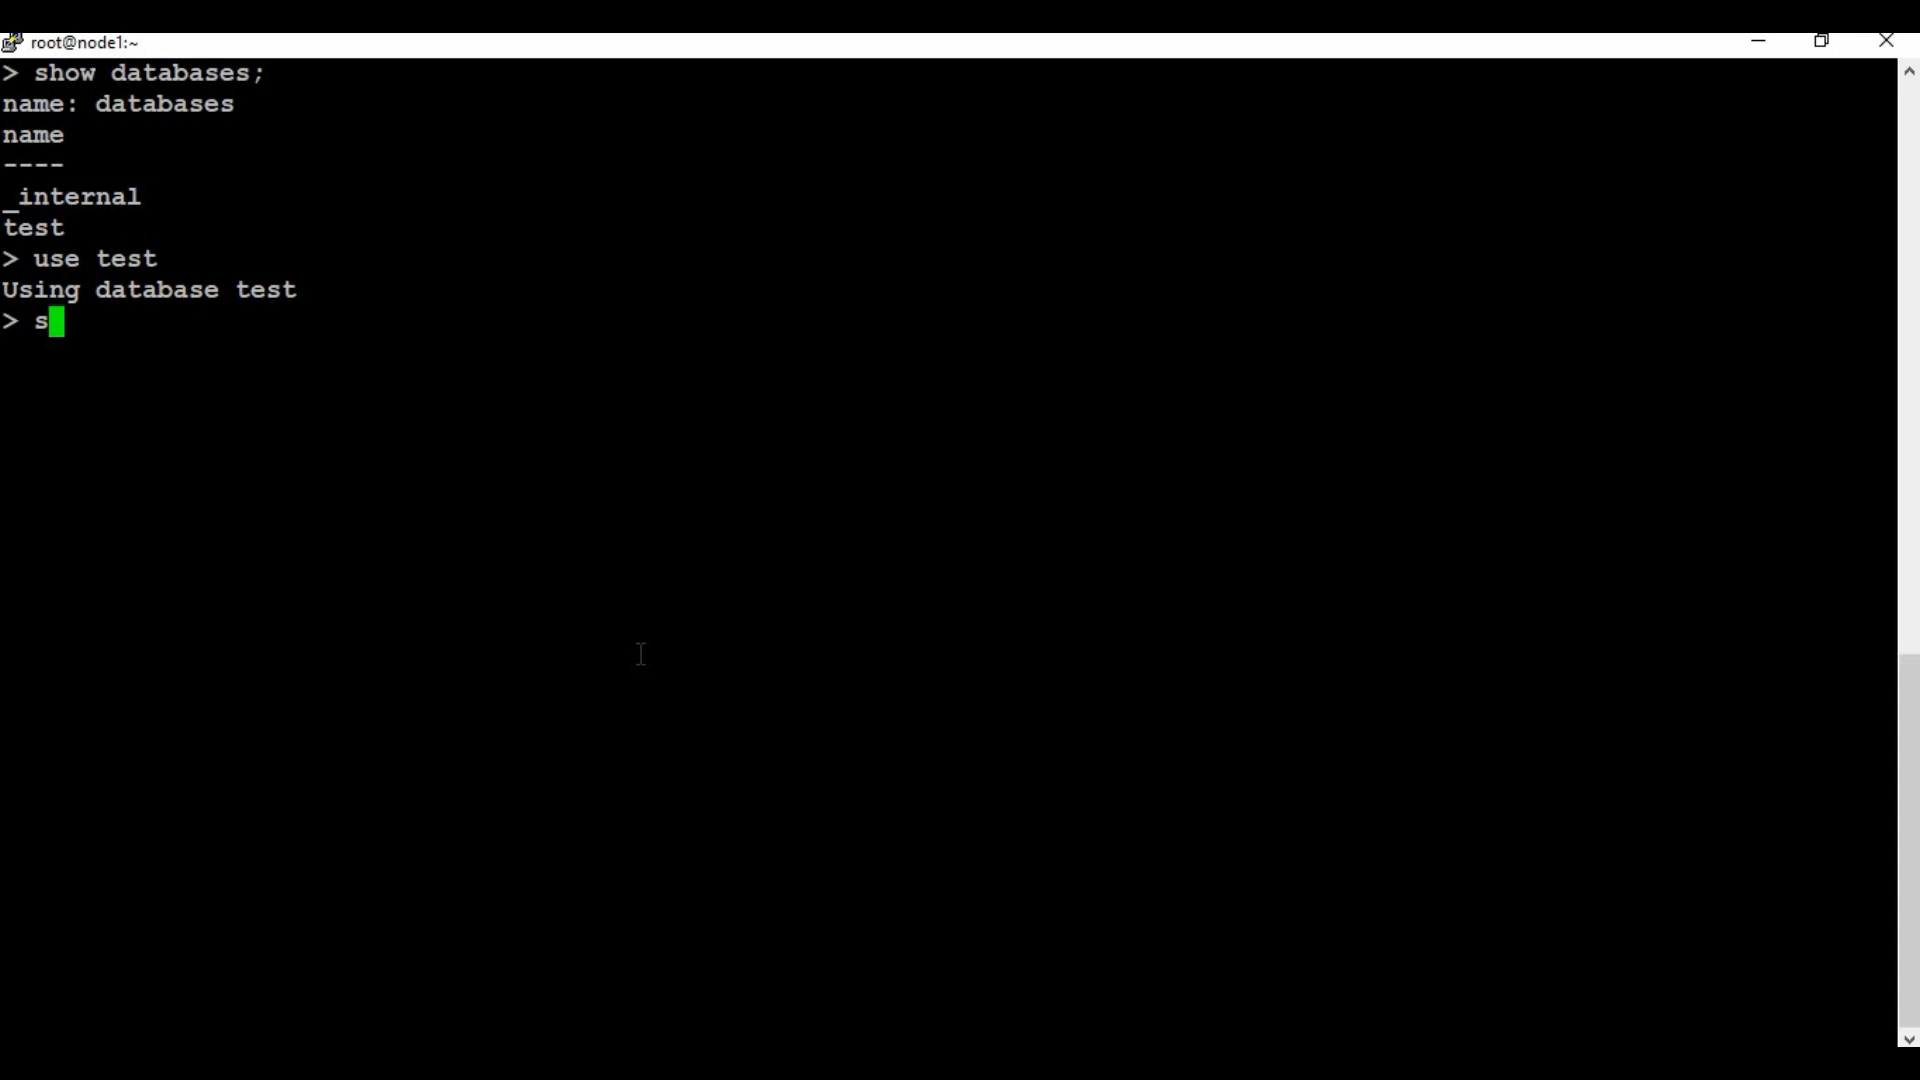 root@node1:~
> show databases;
name: databases
name
----
_internal
test
> use test
Using database test
> s